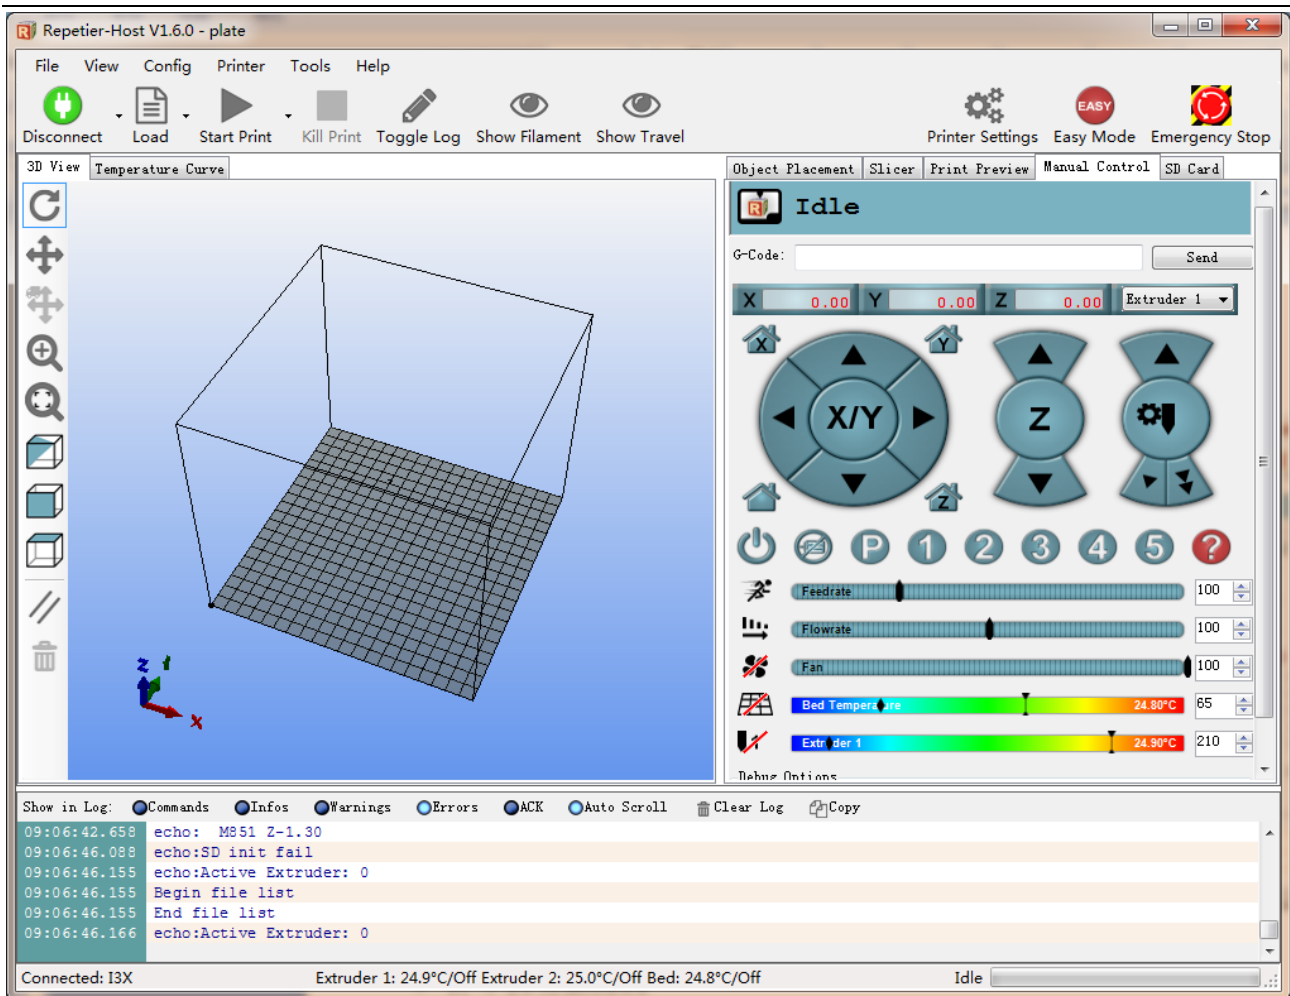 Repetier-Host V1.6.0 - plate
File View Config Printer Tools Help
Disconnect Load Start Print Kill Print Toggle Log Show Filament Show Travel Printer Settings EASY Easy Mode Emergency Stop
3D View Temperature Curve Object Placement Slicer Print Preview Manual Control SD Card
R Idle
G-Code: Send
X 0.00 Y 0.00 Z 0.00 Extruder 1
X Y
X/Y Z
Z
P 1 2 3 4 5 ?
Feedrate 100
Flowrate 100
Fan 100
Bed Temperature 24.80°C 65
1 Extruder 1 24.90°C 210
Z X
Debug Options
Show in Log: Commands Infos Warnings Errors ACK Auto Scroll Clear Log Copy
09:06:42.658 echo: M851 Z-1.30
09:06:46.088 echo:SD init fail
09:06:46.155 echo:Active Extruder: 0
09:06:46.155 Begin file list
09:06:46.155 End file list
09:06:46.166 echo:Active Extruder: 0
Connected: I3X Extruder 1: 24.9°C/Off Extruder 2: 25.0°C/Off Bed: 24.8°C/Off Idle